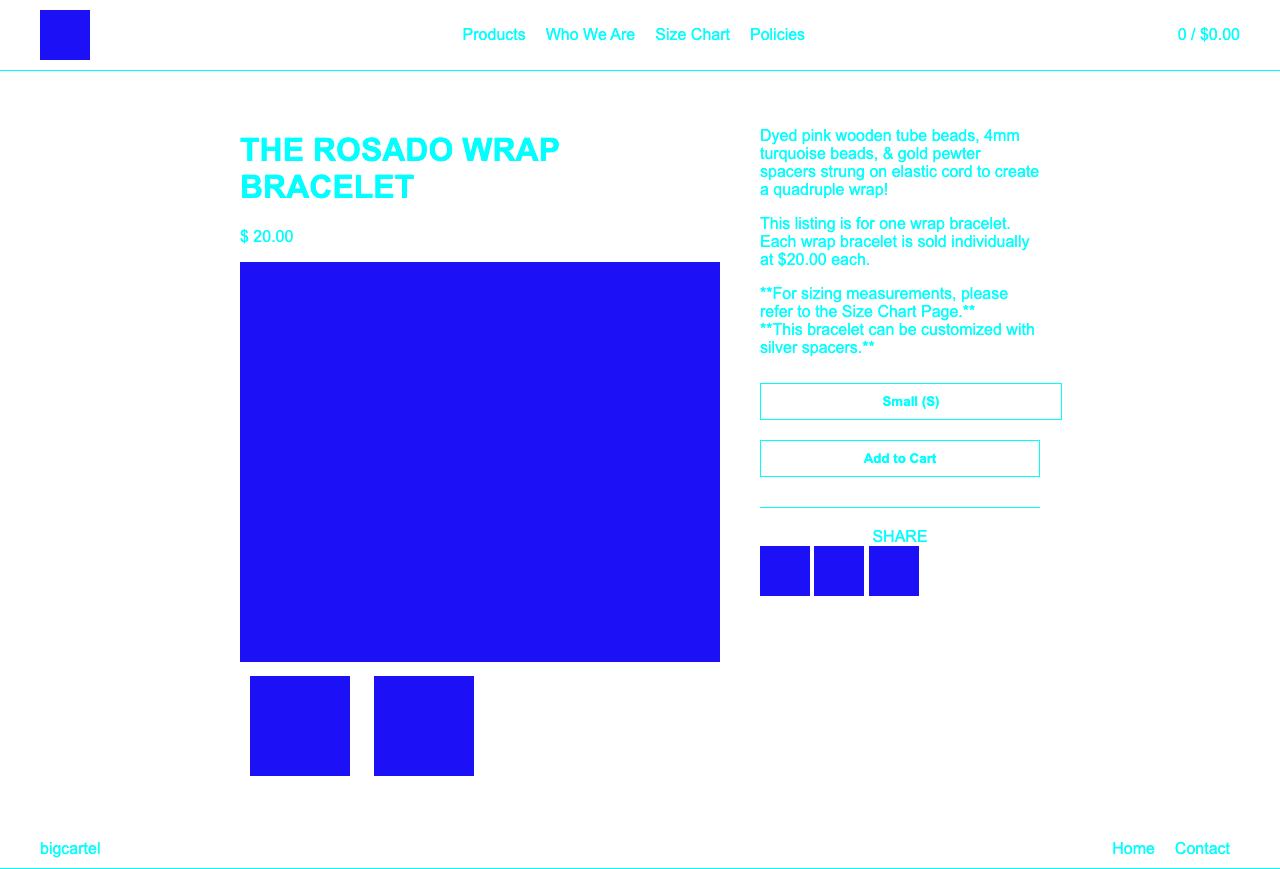 Products Who We Are Size Chart Policies 0 / $0.00
THE ROSADO WRAP
BRACELET
$ 20.00
Dyed pink wooden tube beads, 4mm
turquoise beads, & gold pewter
spacers strung on elastic cord to create
a quadruple wrap!
This listing is for one wrap bracelet.
Each wrap bracelet is sold individually
at $20.00 each.
**For sizing measurements, please
refer to the Size Chart Page.**
**This bracelet can be customized with
silver spacers.**
Small (S)
Add to Cart
SHARE
bigcartel Home Contact